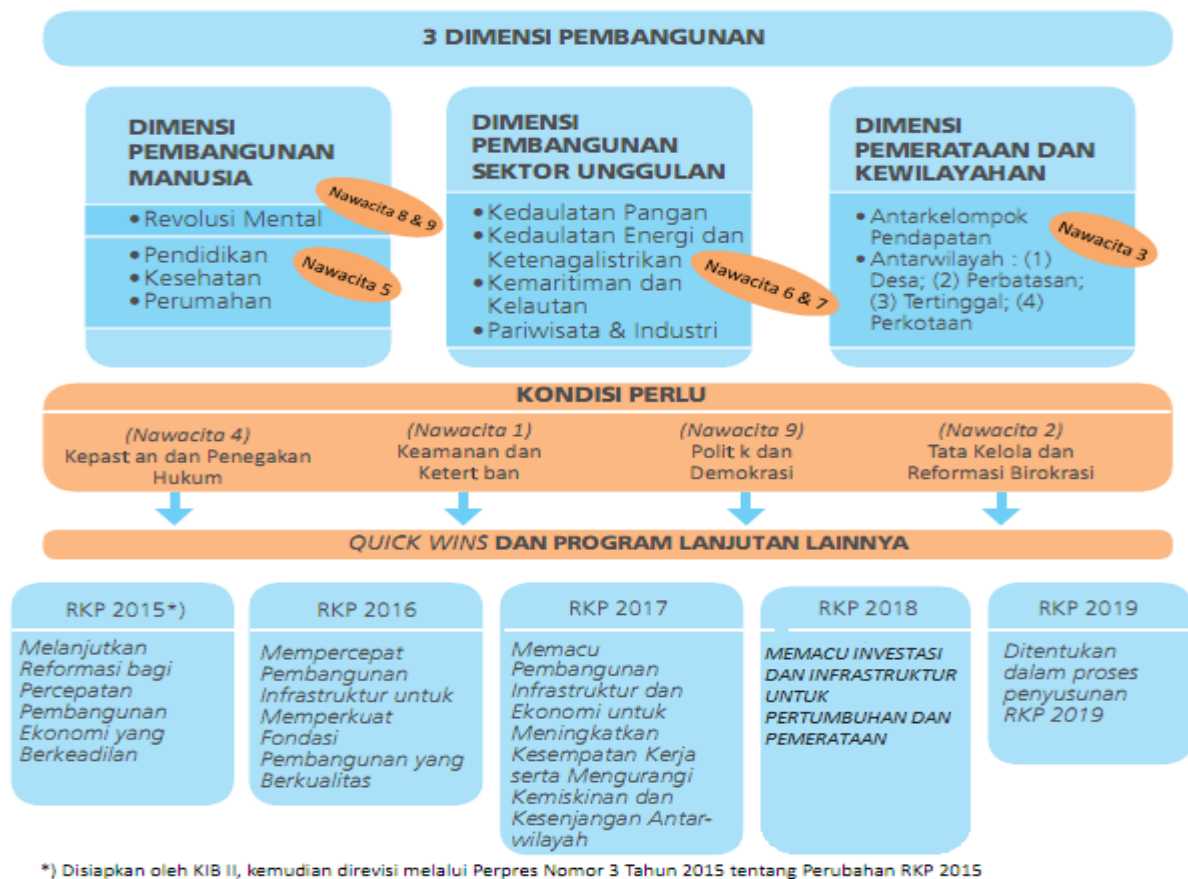 3 DIMENSI PEMBANGUNAN
DIMENSI
PEMBANGUNAN
MANUSIA
Nawacita 8 & 9
• Revolusi Mental
• Pendidikan
• Kesehatan
• Perumahan
Nawacita 5
DIMENSI
PEMBANGUNAN
SEKTOR UNGGULAN
• Kedaulatan Pangan
• Kedaulatan Energi dan
Ketenagalistrikan
• Kemaritiman dan
Kelautan
• Pariwisata & Industri
Nawacita 6 & 7
DIMENSI
PEMERATAAN DAN
KEWILAYAHAN
• Antarkelompok
Pendapatan
• Antarwilayah : (1)
Desa; (2) Perbatasan;
(3) Tertinggal; (4)
Perkotaan
Nawacita 3
KONDISI PERLU
(Nawacita 4)
Kepast an dan Penegakan
Hukum
(Nawacita 1)
Keamanan dan
Ketert ban
(Nawacita 9)
Polit k dan
Demokrasi
(Nawacita 2)
Tata Kelola dan
Reformasi Birokrasi
QUICK WINS DAN PROGRAM LANJUTAN LAINNYA
RKP 2015*)
Melanjutkan
Reformasi bagi
Percepatan
Pembangunan
Ekonomi yang
Berkeadilan
RKP 2016
Mempercepat
Pembangunan
Infrastruktur untuk
Memperkuat
Fondasi
Pembangunan yang
Berkualitas
RKP 2017
Memacu
Pembangunan
Infrastruktur dan
Ekonomi untuk
Meningkatkan
Kesempatan Kerja
serta Mengurangi
Kemiskinan dan
Kesenjangan Antar-
wilayah
RKP 2018
MEMACU INVESTASI
DAN INFRASTRUKTUR
UNTUK
PERTUMBUHAN DAN
PEMERATAAN
RKP 2019
Ditentukan
dalam proses
penyusunan
RKP 2019
*) Disiapkan oleh KIB II, kemudian direvisi melalui Perpres Nomor 3 Tahun 2015 tentang Perubahan RKP 2015